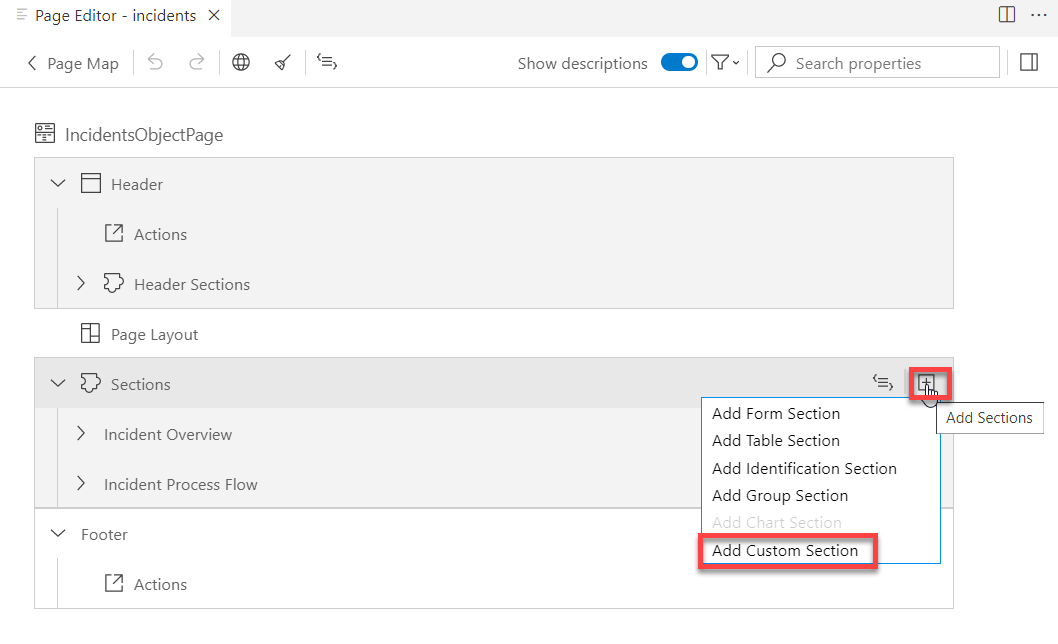 Page Editor - incidents
Page Map
Show descriptions
Search properties
IncidentsObjectPage
Header
Actions
Header Sections
Page Layout
Sections
Add Sections
Add Form Section
Add Table Section
Add Identification Section
Add Group Section
Add Chart Section
Add Custom Section
Incident Overview
Incident Process Flow
Footer
Actions